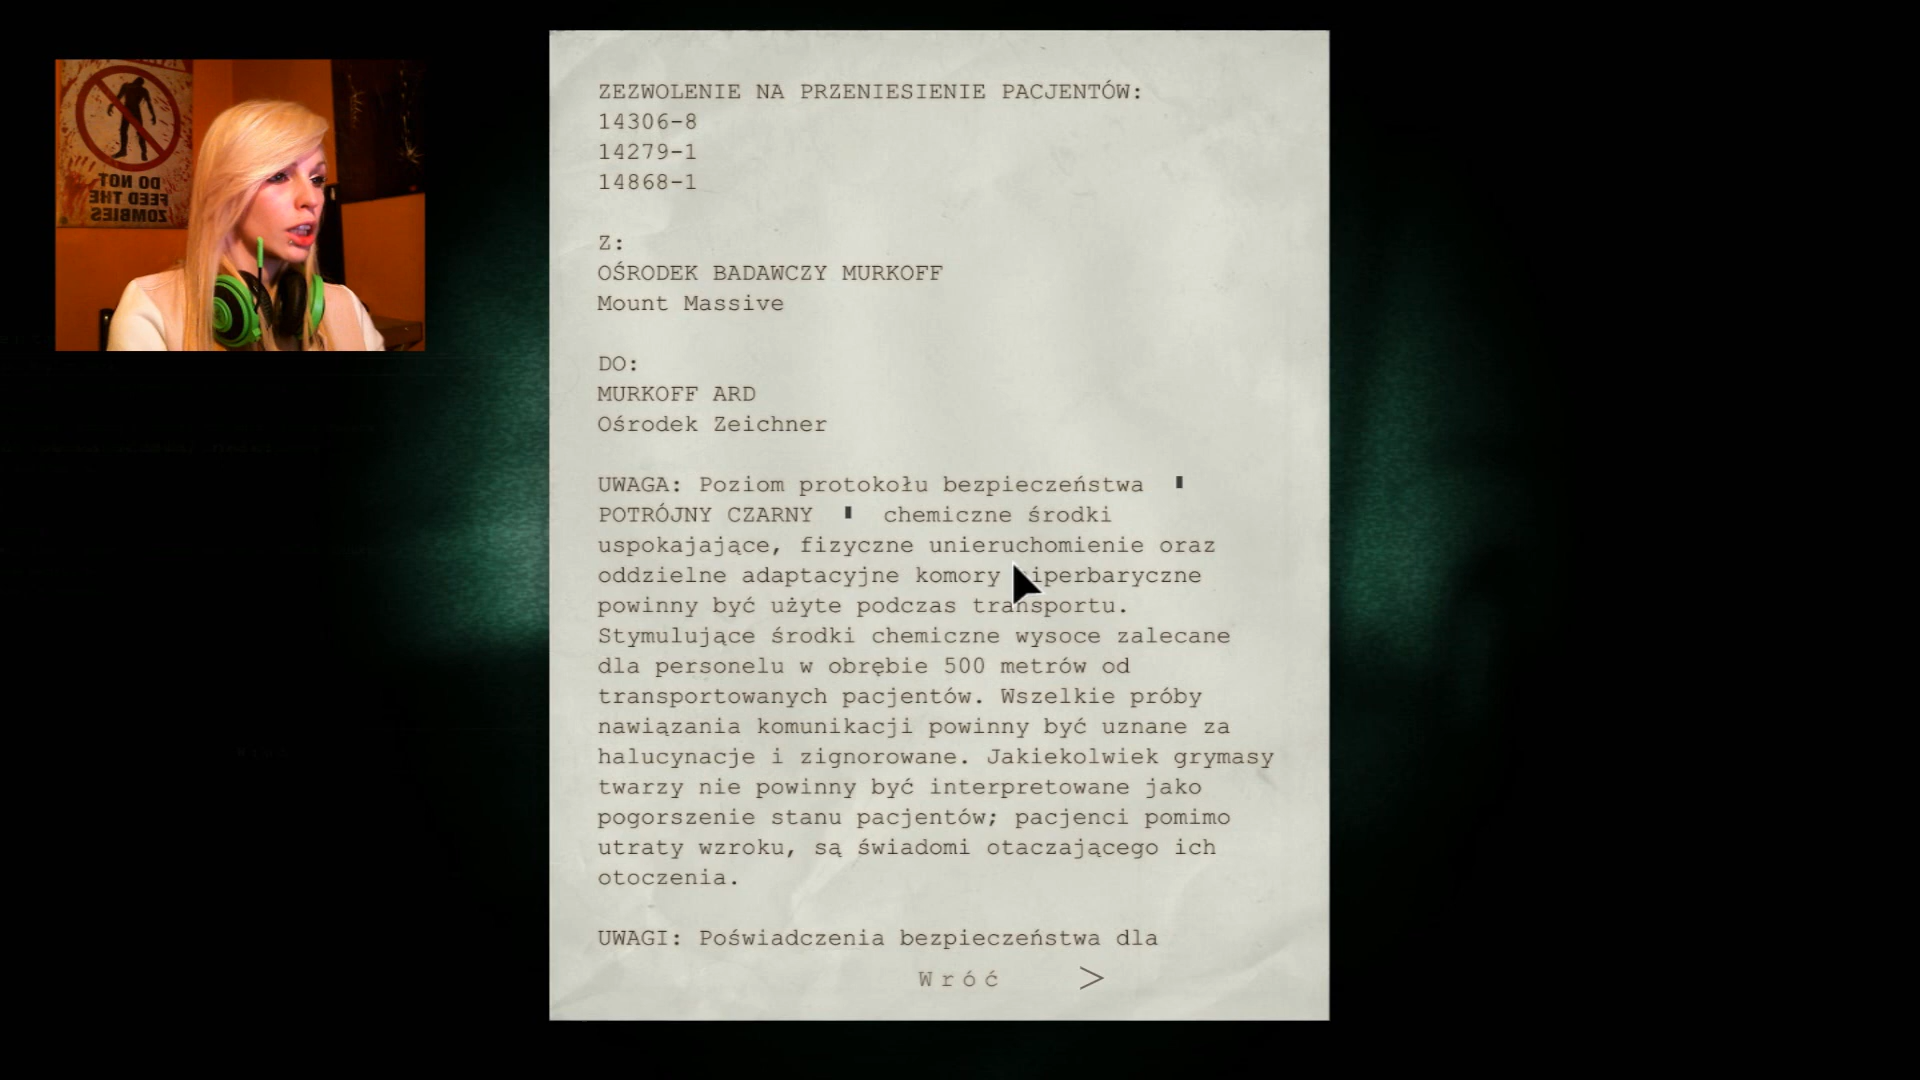 DO NOT
FEED THE
ZOMBIES
ZEZWOLENIE NA PRZENIESIENIE PACJENTÓW:
14306-8
14279-1
14868-1
Z:
OŚRODEK BADAWCZY MURKOFF
Mount Massive
DO:
MURKOFF ARD
Ośrodek Zeichner
UWAGA: Poziom protokołu bezpieczeństwa
POTRÓJNY CZARNY chemiczne środki
uspokajające, fizyczne unieruchomienie oraz
oddzielne adaptacyjne komory hiperbaryczne
powinny być użyte podczas transportu.
Stymulujące środki chemiczne wysoce zalecane
dla personelu w obrębie 500 metrów od
transportowanych pacjentów. Wszelkie próby
nawiązania komunikacji powinny być uznane za
halucynacje i zignorowane. Jakiekolwiek grymasy
twarzy nie powinny być interpretowane jako
pogorszenie stanu pacjentów; pacjenci pomimo
utraty wzroku, są świadomi otaczającego ich
otoczenia.
UWAGI: Poświadczenia bezpieczeństwa dla
Wróć >